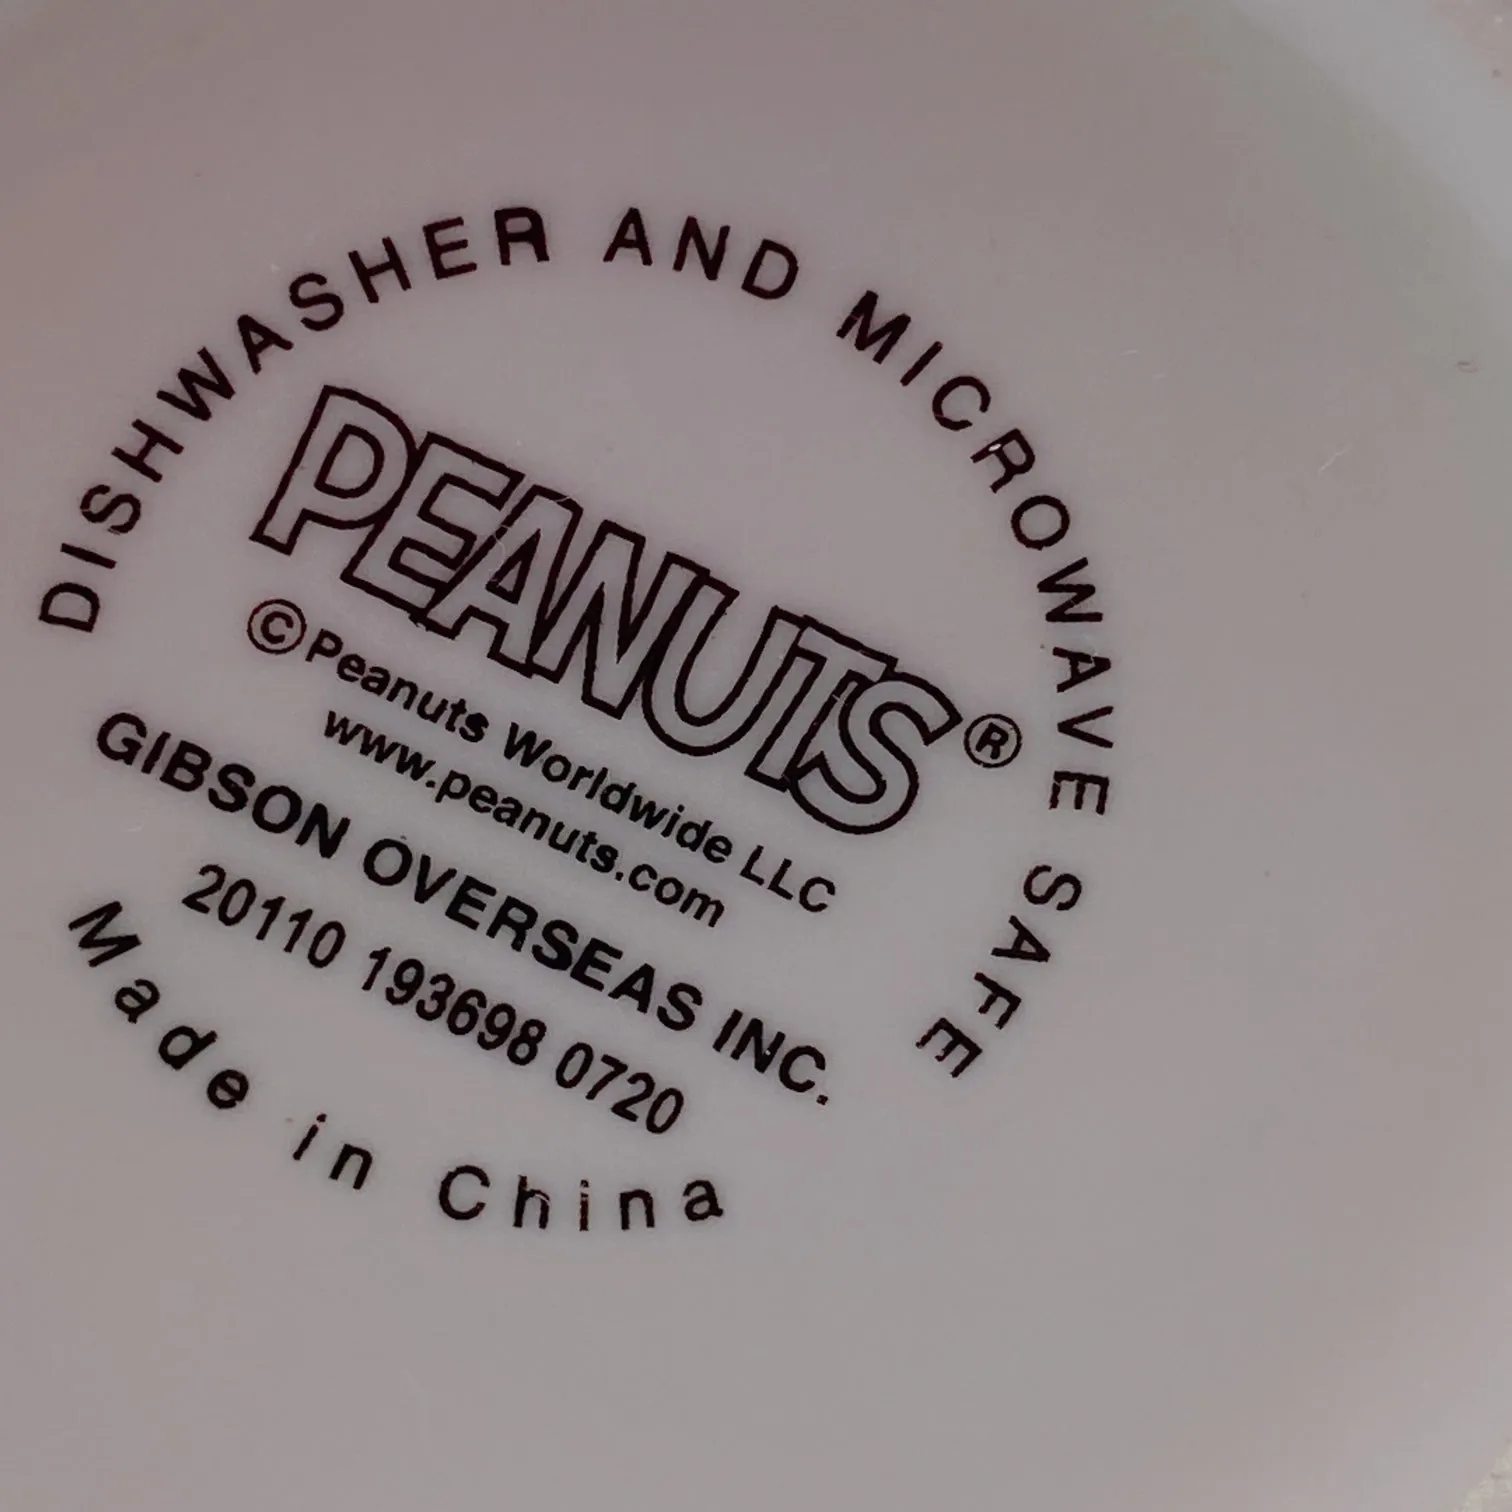 DISHWASHER AND MICROWAVE SAFE
PEANUTS®
©Peanuts Worldwide LLC
www.peanuts.com
GIBSON OVERSEAS INC.
20110 193698 0720
Made in China